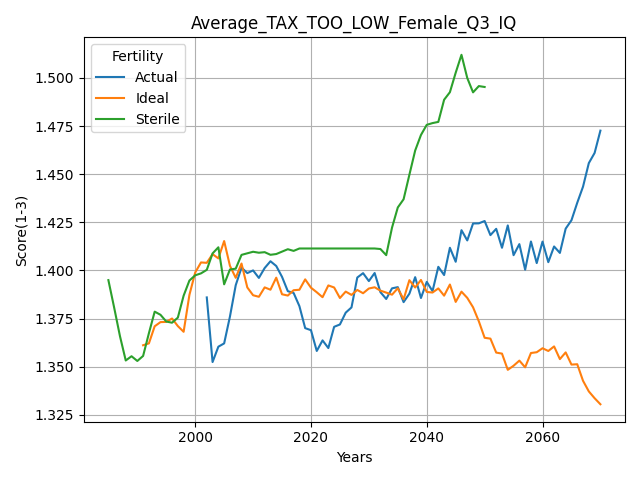 Average_TAX_TOO_LOW_Female_Q3_IQ
Fertility
Actual
Ideal
Sterile
Score(1-3)
1.500
1.475
1.450
1.425
1.400
1.375
1.350
1.325
2000 2020 2040 2060
Years